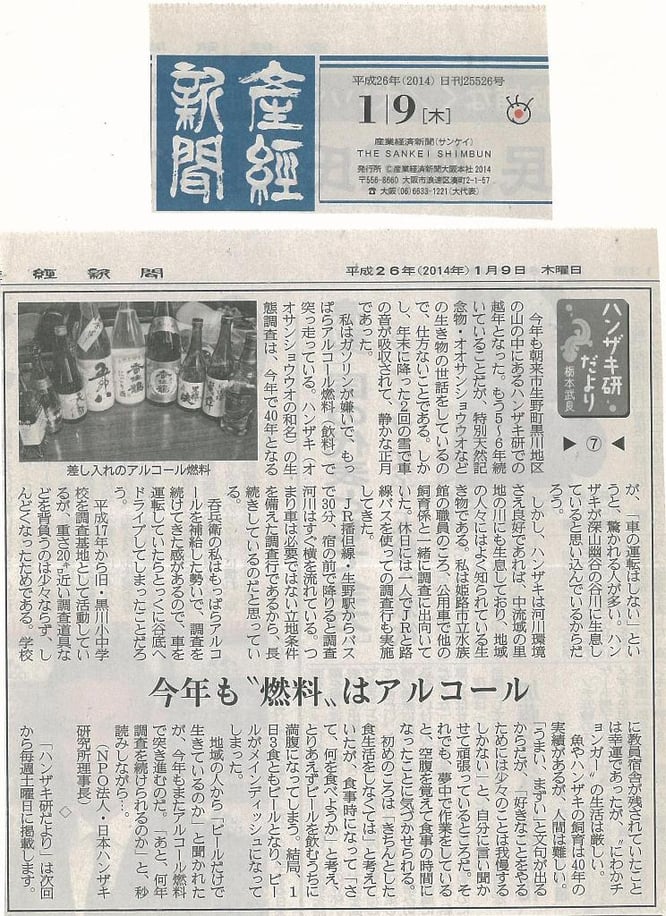 産經
新聞
平成26年(2014) 日刊25526号
1|9[木]
産業経済新聞(サンケイ)
THE SANKEI SHIMBUN
発行所 ©産業経済新聞大阪本社 2014
〒556-8660 大阪市浪速区湊町2-1-57
☎ 大阪(06)6633-1221(大代表)
經新聞
平成26年(2014年)1月9日 木曜日
ハンザキ研
だより
栃本武良
▶⑦◀
今年も朝来市生野町黒川地区
の山の中にあるハンザキ研での
越年となった。もう5~6年続
いていることだが、特別天然記
念物・オオサンショウウオなど
の生き物の世話をしているの
で、仕方ないことである。しか
し、年末に降った2回の雪で車
の音が吸収されて、静かな正月
であった。
私はガソリンが嫌いで、もっ
ぱらアルコール燃料(飲料)で
突っ走っている。ハンザキ(オ
オサンショウウオの和名)の生
態調査は、今年で40年となる
差し入れのアルコール燃料
が、「車の運転はしない」とい
うと、驚かれる人が多い。ハン
ザキが深山幽谷の谷川に生息し
ていると思い込んでいるからだ
ろう。
しかし、ハンザキは河川環境
さえ良好であれば、中流域の里
地の川にも生息しており、地域
の人々にはよく知られている生
き物である。私は姫路市立水族
館の職員のころ、公用車で他の
飼育係と一緒に調査に出向いて
いた。休日には一人でJRと路
線バスを使っての調査行も実施
してきた。
JR播但線・生野駅からバス
で30分、宿の前で降りると調査
河川はすぐ横を流れている。つ
まり車は必要ではない立地条件
を備えた調査行であるから、長
続きしているのだと思ってい
る。
呑兵衛の私はもっぱらアルコ
ールを補給した勢いで、調査を
続けてきた感があるので、車を
運転していたらとっくに谷底へ
ドライブしてしまったことだろ
う。
平成17年から旧・黒川小中学
校を調査基地として活動してい
るが、重さ20㌔近い調査道具な
どを背負うのは少々ならず、し
んどくなったためである。学校
今年も〝燃料〟はアルコール
に教員宿舎が残されていたこと
は幸運であったが、〝にわかチ
ョンガー〟の生活は厳しい。
魚やハンザキの飼育は40年の
実績があるが、人間は難しい。
「うまい、まずい」と文句が出る
からだが、「好きなことをやる
ためには少々のことは我慢する
しかない」と、自分に言い聞か
せて頑張っているところだ。そ
れでも、夢中で作業をしている
と、空腹を覚えて食事の時間に
なったことに気づかせられる。
初めのころは「きちんとした
食生活をしなくては」と考えて
いたが、食事時になって「さ
て、何を食べようか」と考え、
とりあえずビールを飲むうちに
満腹になってしまう。結局、1
日3食ともビールとなり、ビー
ルがメインディッシュになって
しまった。
地域の人から「ビールだけで
生きているのか」と聞かれた
が、今年もまたアルコール燃料
で突き進むのだ。「あと、何年
調査を続けられるのか」と、秒
読みしながら…。
(NPO法人・日本ハンザキ
研究所理事長)
◇
「ハンザキ研だより」は次回
から毎週土曜日に掲載します。